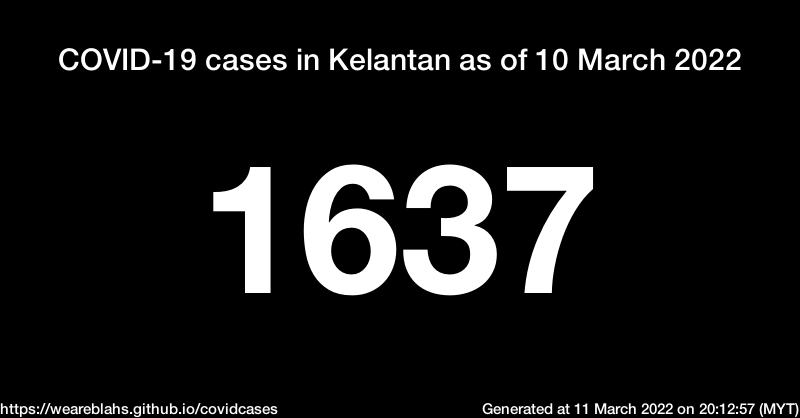 COVID-19 cases in Kelantan as of 10 March 2022
1637
https://weareblahs.github.io/covidcases
Generated at 11 March 2022 on 20:12:57 (MYT)